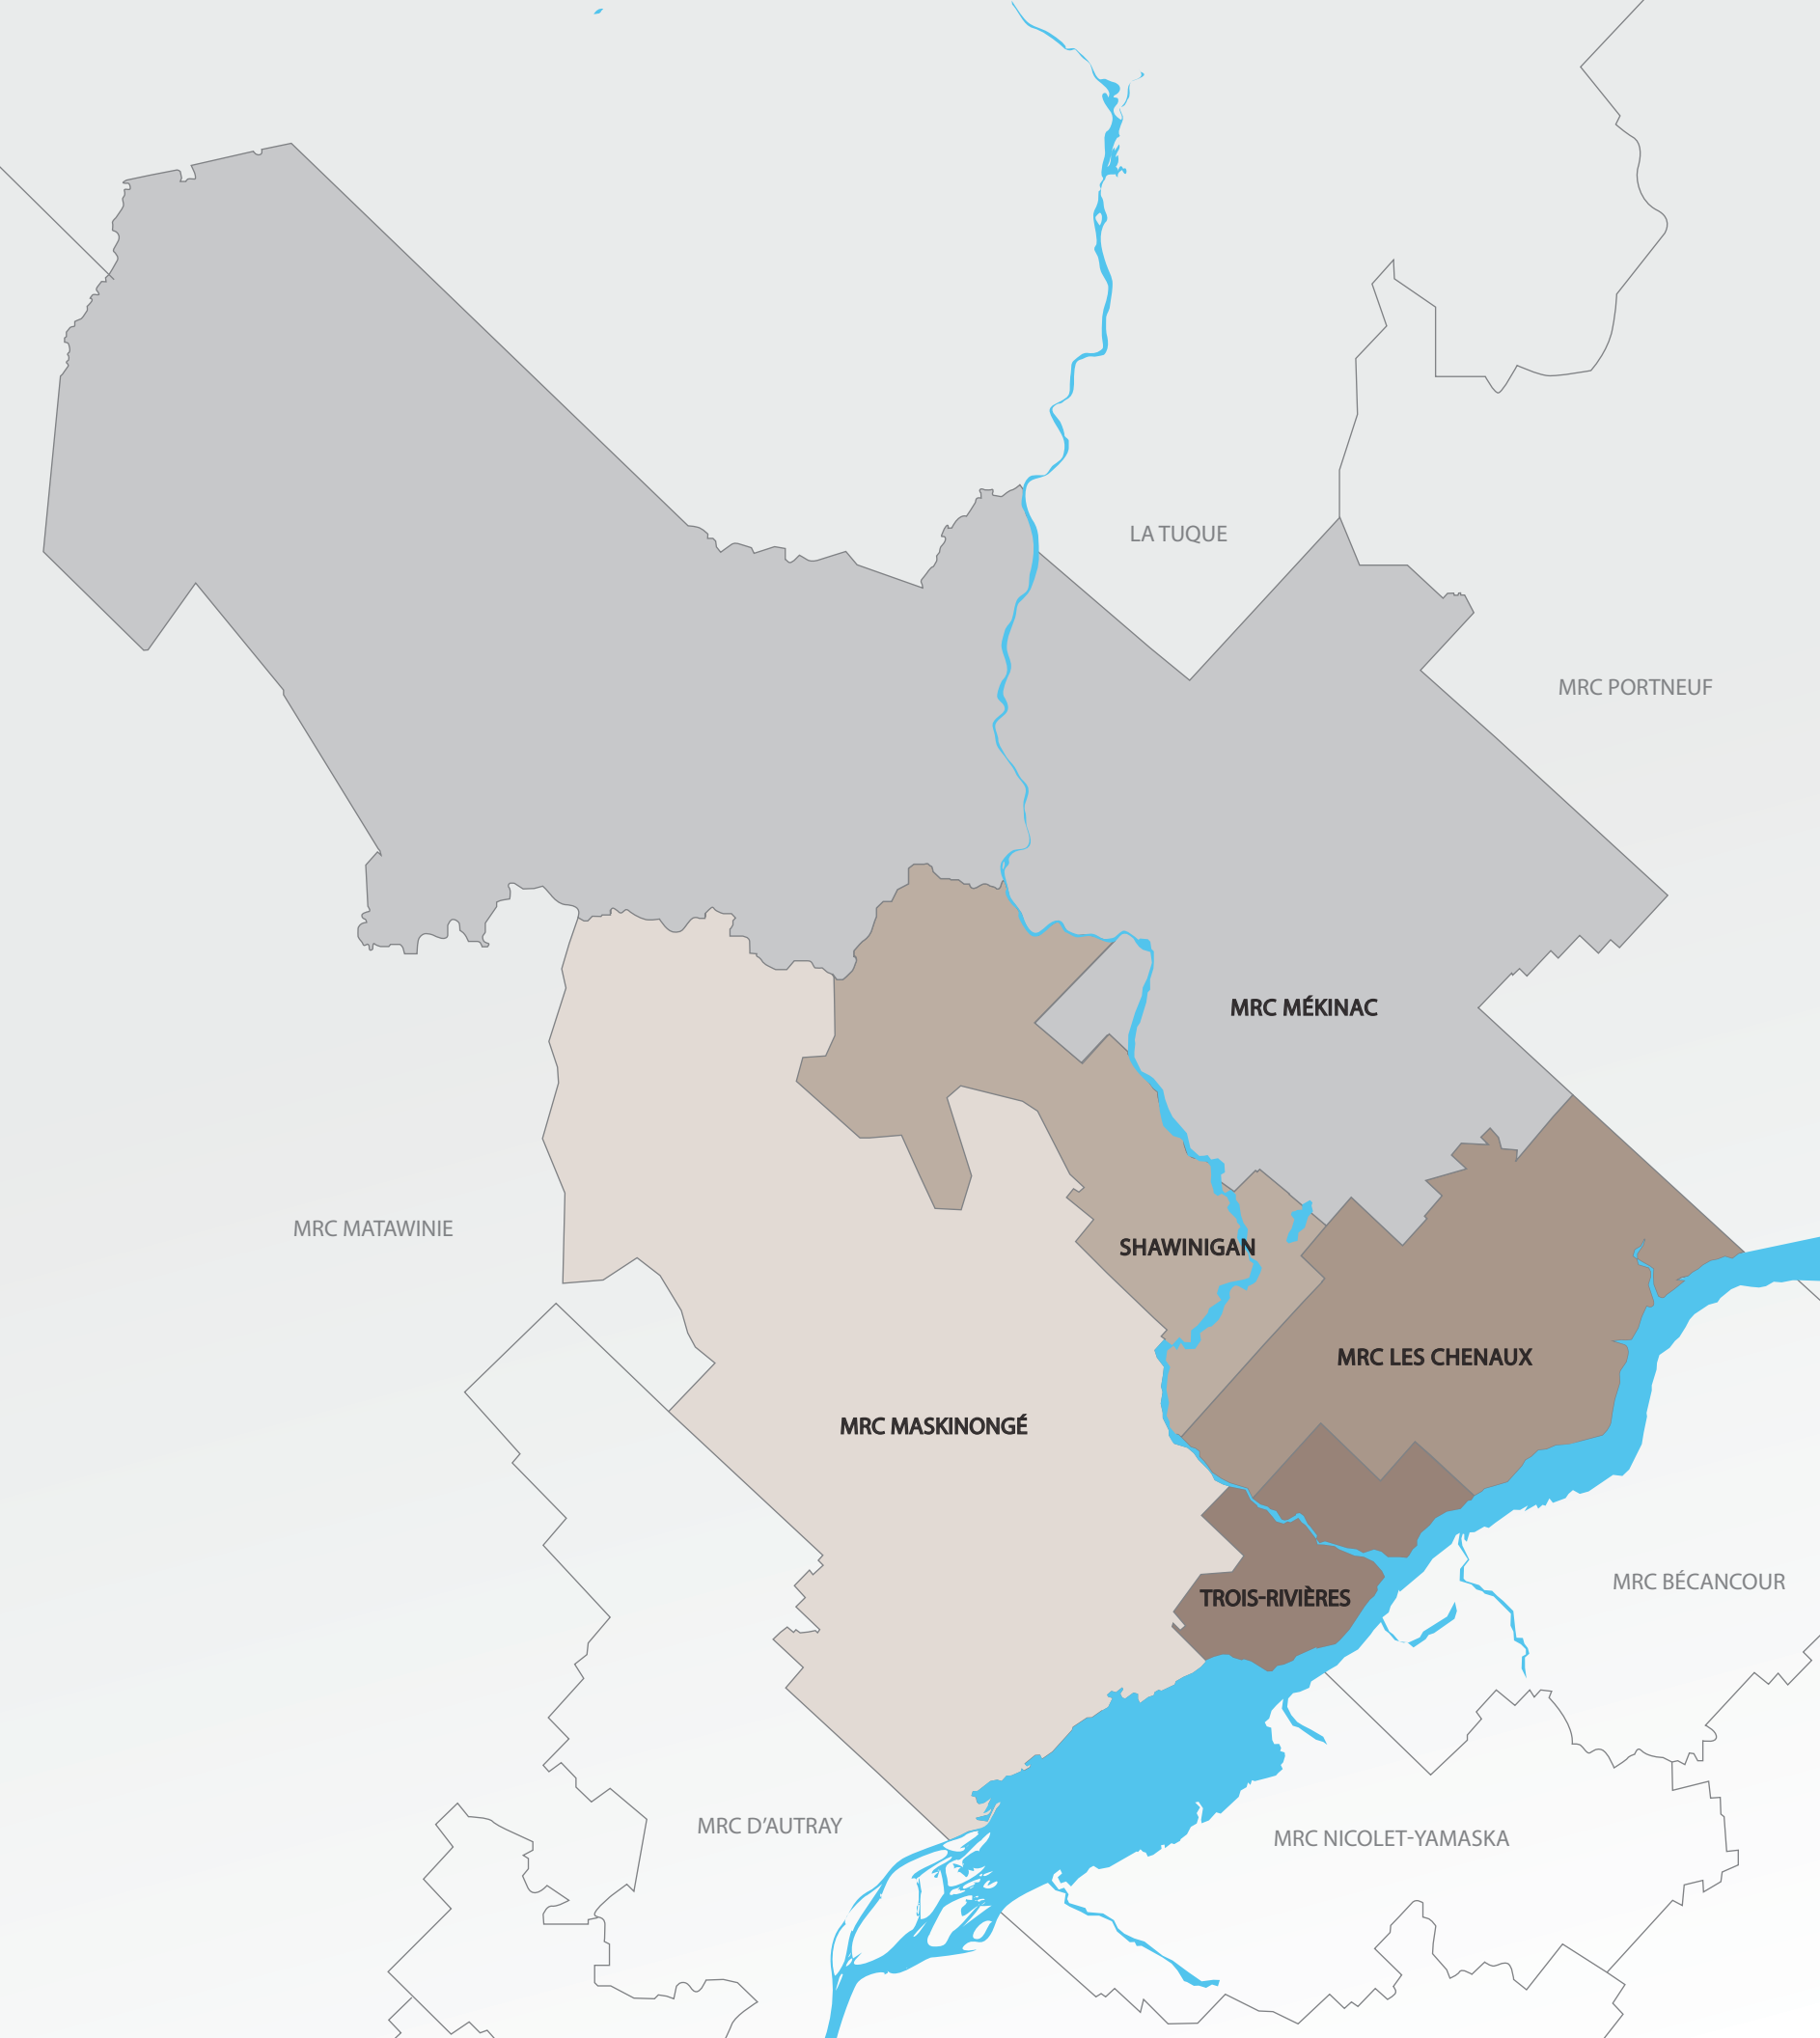 LA TUQUE
MRC PORTNEUF
MRC MÉKINAC
MRC MATAWINIE
SHAWINIGAN
MRC LES CHENAUX
MRC MASKINONGÉ
MRC BÉCANCOUR
TROIS-RIVIÈRES
MRC D'AUTRAY
MRC NICOLET-YAMASKA